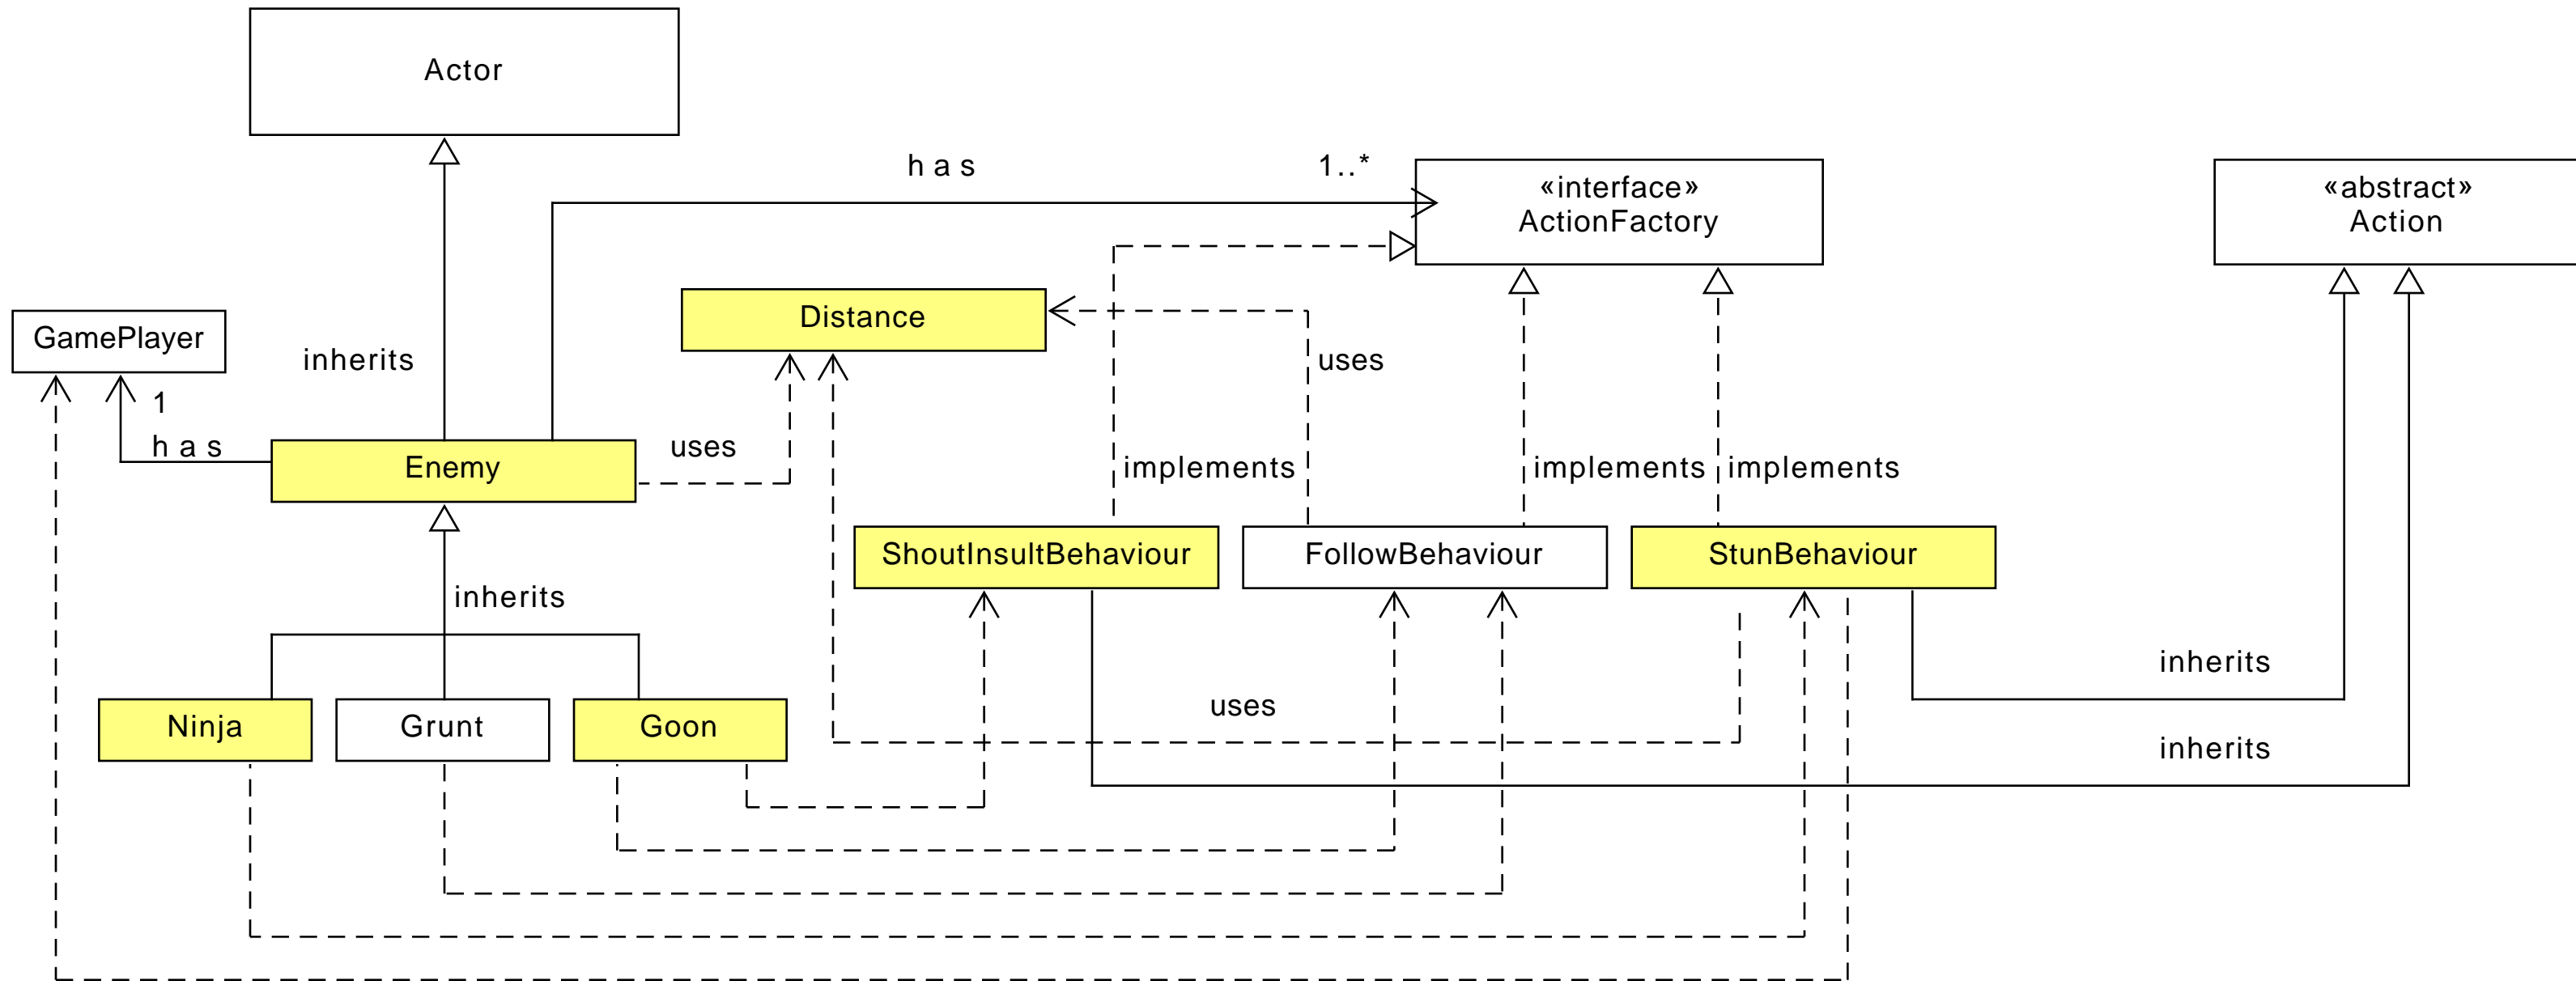 Actor
h a s
1..*
«interface»
ActionFactory
«abstract»
Action
Distance
GamePlayer
inherits
uses
1
h a s
Enemy
uses
implements
implements
implements
ShoutInsultBehaviour
FollowBehaviour
StunBehaviour
inherits
inherits
uses
Ninja
Grunt
Goon
inherits